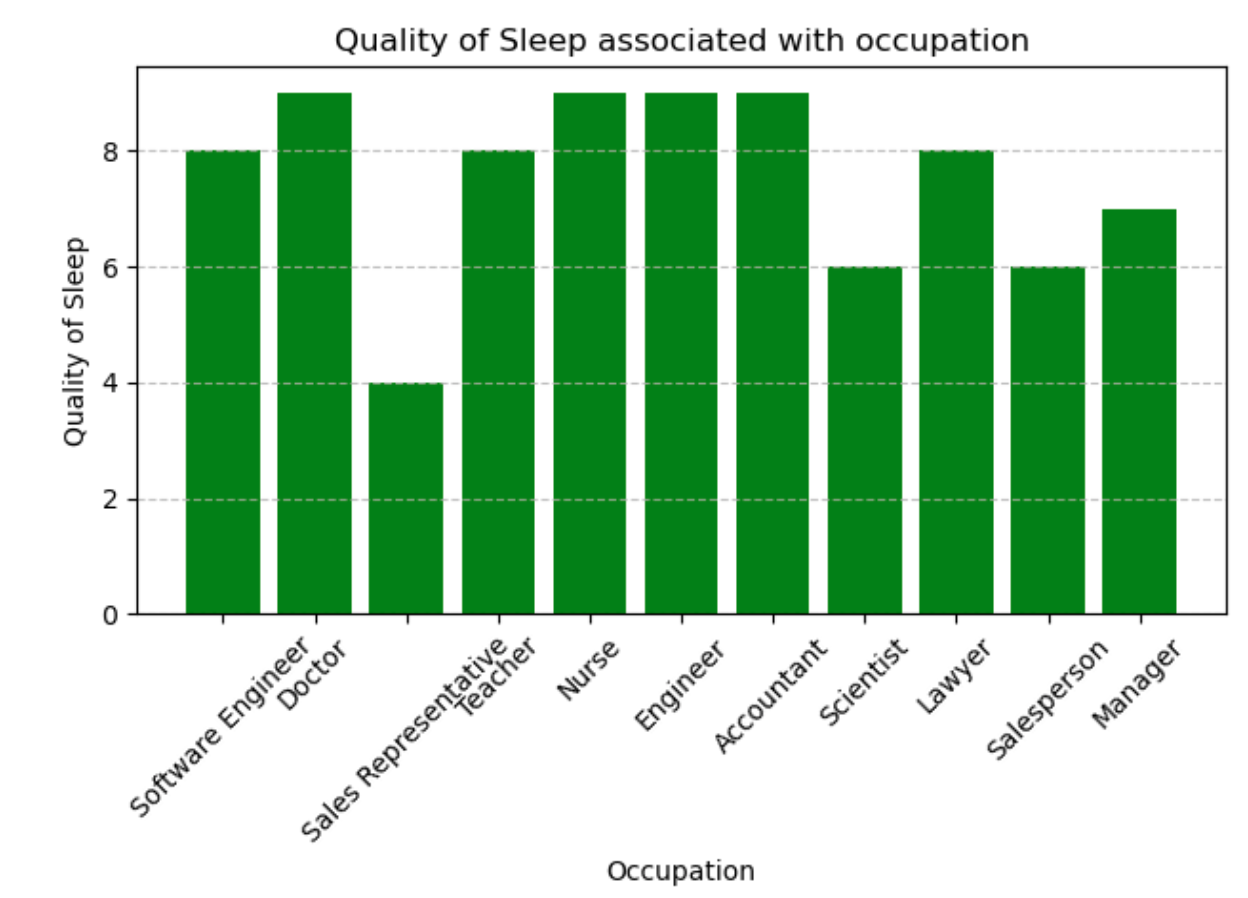 Quality of Sleep associated with occupation
Quality of Sleep
8
6
4
2
0
Software Engineer
Doctor
Sales Representative
Teacher
Nurse
Engineer
Accountant
Scientist
Lawyer
Salesperson
Manager
Occupation